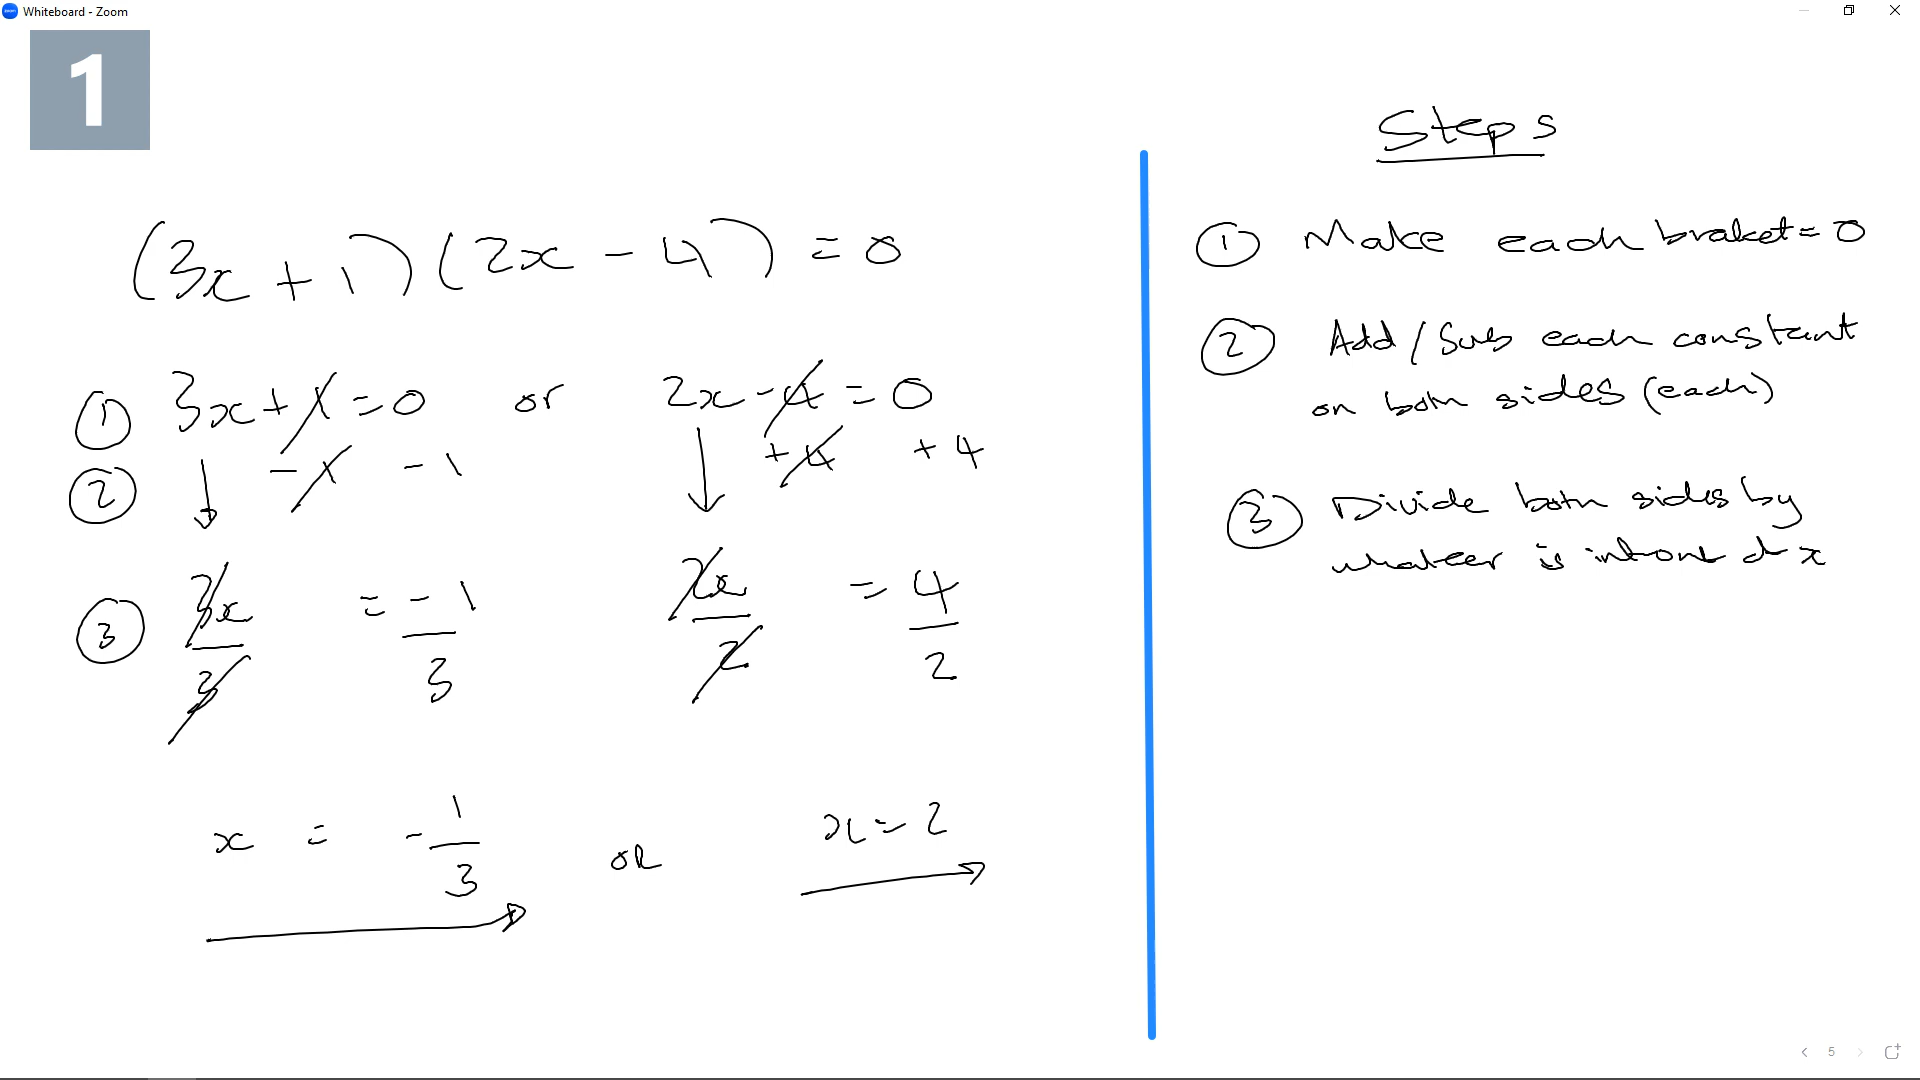 Whiteboard - Zoom
1
(3x + 1) (2x - 4) = 0
① 3x + 1 = 0 or 2x - 4 = 0
② - 1 - 1 + 4 + 4
③ 3x/3 = -1/3 2x/2 = 4/2
x = - 1/3 OR x = 2
Steps
① Make each braket = 0
② Add / Sub each constant
on both sides (each)
③ Divide both sides by
whateer is infront of x
5